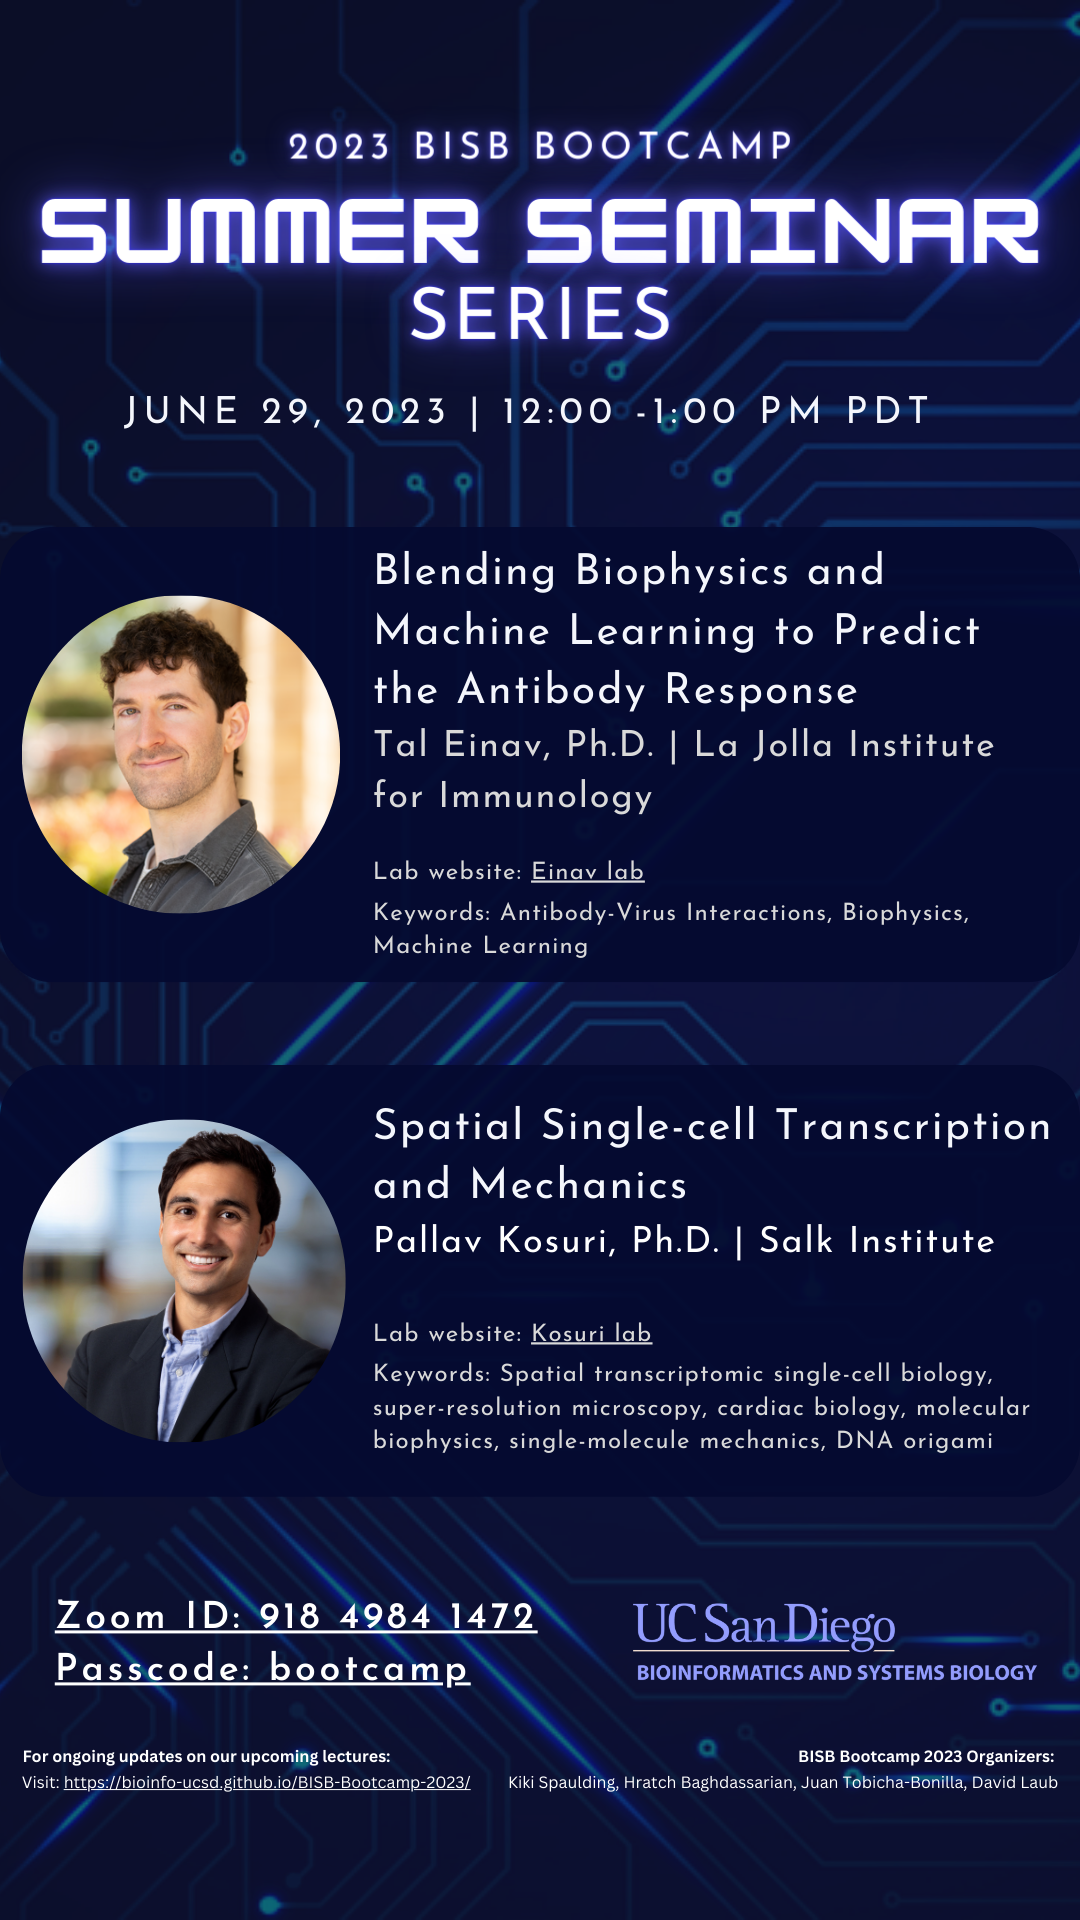 2023 BISB BOOTCAMP
SUMMER SEMINAR
SERIES
JUNE 29, 2023 | 12:00 -1:00 PM PDT
Blending Biophysics and
Machine Learning to Predict
the Antibody Response
Tal Einav, Ph.D. | La Jolla Institute
for Immunology
Lab website: Einav lab
Keywords: Antibody-Virus Interactions, Biophysics,
Machine Learning
Spatial Single-cell Transcription
and Mechanics
Pallav Kosuri, Ph.D. | Salk Institute
Lab website: Kosuri lab
Keywords: Spatial transcriptomic single-cell biology,
super-resolution microscopy, cardiac biology, molecular
biophysics, single-molecule mechanics, DNA origami
Zoom ID: 918 4984 1472
Passcode: bootcamp
UC San Diego
BIOINFORMATICS AND SYSTEMS BIOLOGY
For ongoing updates on our upcoming lectures:
Visit: https://bioinfo-ucsd.github.io/BISB-Bootcamp-2023/
BISB Bootcamp 2023 Organizers:
Kiki Spaulding, Hratch Baghdassarian, Juan Tobicha-Bonilla, David Laub